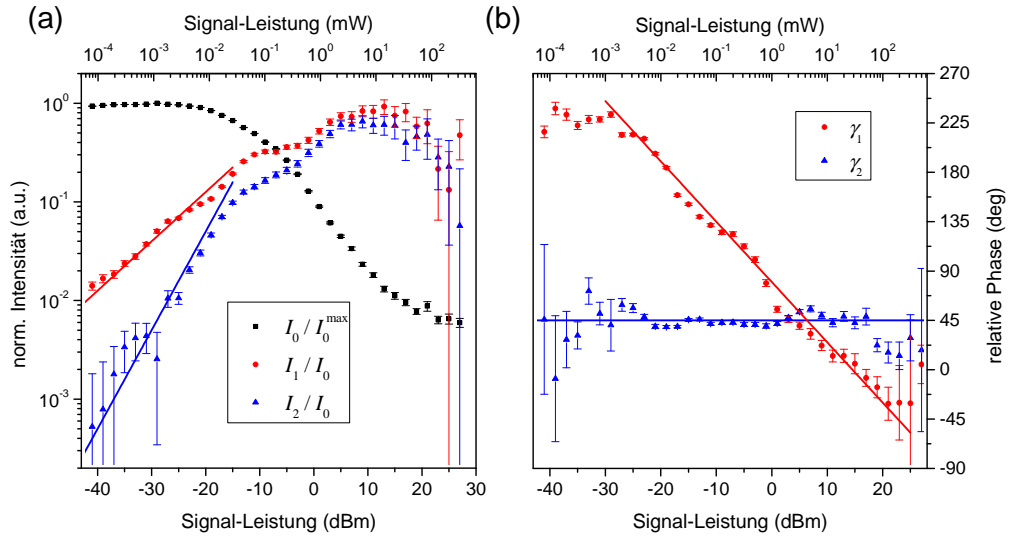 (a)
Signal-Leistung (mW)
10⁻⁴ 10⁻³ 10⁻² 10⁻¹ 10⁰ 10¹ 10²
norm. Intensität (a.u.)
10⁰
10⁻¹
10⁻²
10⁻³
I₀ / I₀ᵐᵃˣ
I₁ / I₀
I₂ / I₀
-40 -30 -20 -10 0 10 20 30
Signal-Leistung (dBm)
(b)
Signal-Leistung (mW)
10⁻⁴ 10⁻³ 10⁻² 10⁻¹ 10⁰ 10¹ 10²
γ₁
γ₂
270
225
180
135
90
45
0
-45
-90
relative Phase (deg)
-40 -30 -20 -10 0 10 20
Signal-Leistung (dBm)